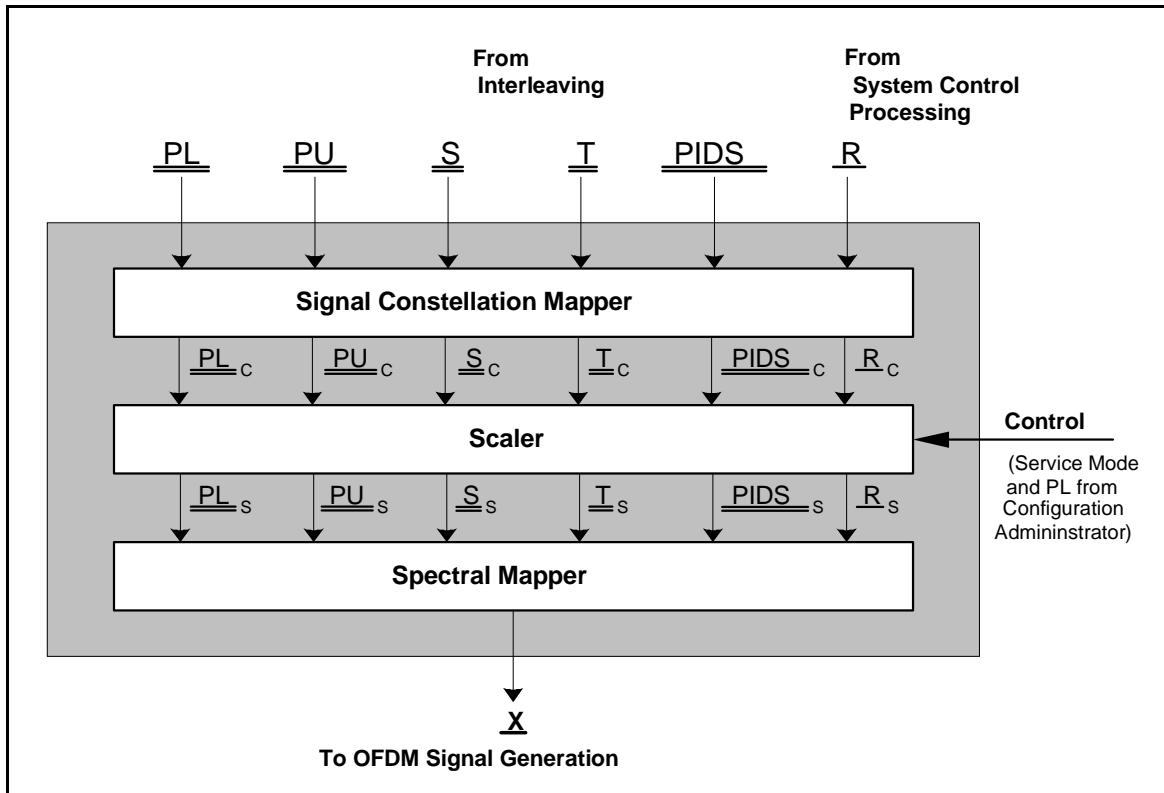 From
Interleaving
From
System Control
Processing
PL PU S T PIDS R
Signal Constellation Mapper
PL C PU C S C T C PIDS C R C
Scaler
Control
(Service Mode
and PL from
Configuration
Admininstrator)
PL S PU S S S T S PIDS S R S
Spectral Mapper
X
To OFDM Signal Generation